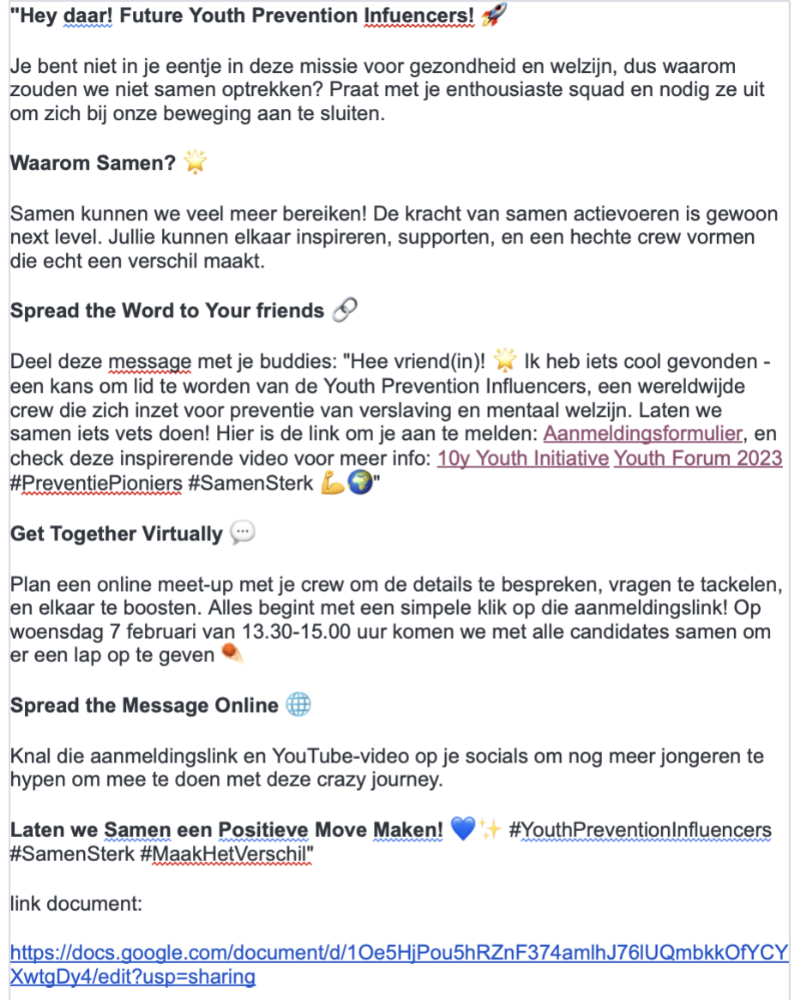 "Hey daar! Future Youth Prevention Infuencers! 🚀
Je bent niet in je eentje in deze missie voor gezondheid en welzijn, dus waarom
zouden we niet samen optrekken? Praat met je enthousiaste squad en nodig ze uit
om zich bij onze beweging aan te sluiten.
Waarom Samen? 🌟
Samen kunnen we veel meer bereiken! De kracht van samen actievoeren is gewoon
next level. Jullie kunnen elkaar inspireren, supporten, en een hechte crew vormen
die echt een verschil maakt.
Spread the Word to Your friends 🔗
Deel deze message met je buddies: "Hee vriend(in)! 🌟 Ik heb iets cool gevonden -
een kans om lid te worden van de Youth Prevention Influencers, een wereldwijde
crew die zich inzet voor preventie van verslaving en mentaal welzijn. Laten we
samen iets vets doen! Hier is de link om je aan te melden: Aanmeldingsformulier, en
check deze inspirerende video voor meer info: 10y Youth Initiative Youth Forum 2023
#PreventiePioniers #SamenSterk 💪🌍"
Get Together Virtually 💬
Plan een online meet-up met je crew om de details te bespreken, vragen te tackelen,
en elkaar te boosten. Alles begint met een simpele klik op die aanmeldingslink! Op
woensdag 7 februari van 13.30-15.00 uur komen we met alle candidates samen om
er een lap op te geven ☄️
Spread the Message Online 🌐
Knal die aanmeldingslink en YouTube-video op je socials om nog meer jongeren te
hypen om mee te doen met deze crazy journey.
Laten we Samen een Positieve Move Maken! 💙✨ #YouthPreventionInfluencers
#SamenSterk #MaakHetVerschil"
link document:
https://docs.google.com/document/d/1Oe5HjPou5hRZnF374amlhJ76lUQmbkkOfYCY
XwtgDy4/edit?usp=sharing